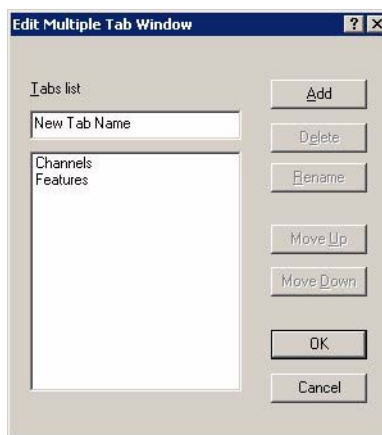 Edit Multiple Tab Window
Tabs list
New Tab Name
Channels
Features
Add
Delete
Rename
Move Up
Move Down
OK
Cancel